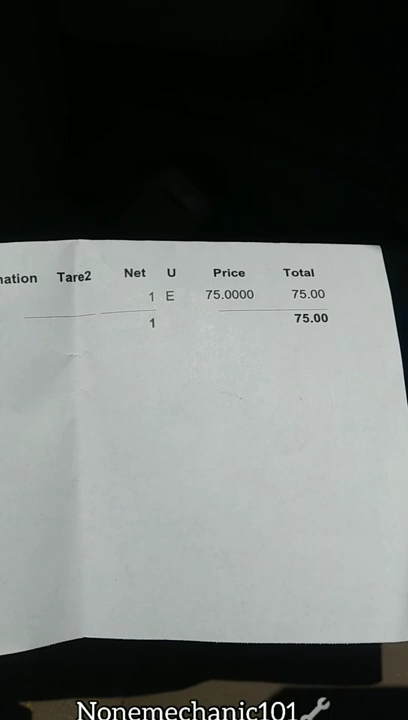 nation Tare2 Net U Price Total
1 E 75.0000 75.00
1 75.00
Nonemechanic101